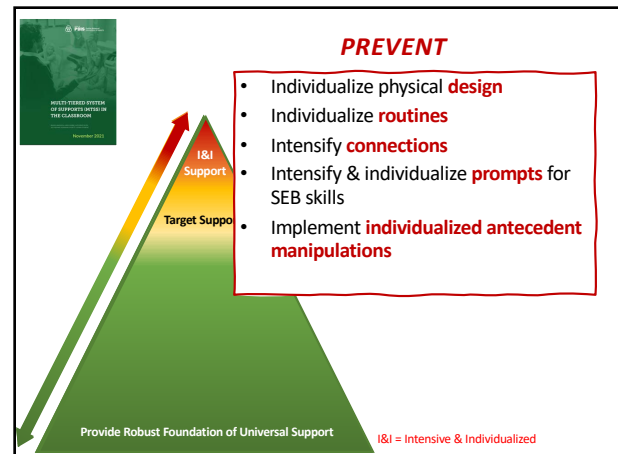 PBIS
MULTI-TIERED SYSTEM
OF SUPPORTS (MTSS) IN
THE CLASSROOM
November 2021
PREVENT
• Individualize physical design
• Individualize routines
• Intensify connections
• Intensify & individualize prompts for
SEB skills
• Implement individualized antecedent
manipulations
I&I
Support
Target Suppo
Provide Robust Foundation of Universal Support
I&I = Intensive & Individualized